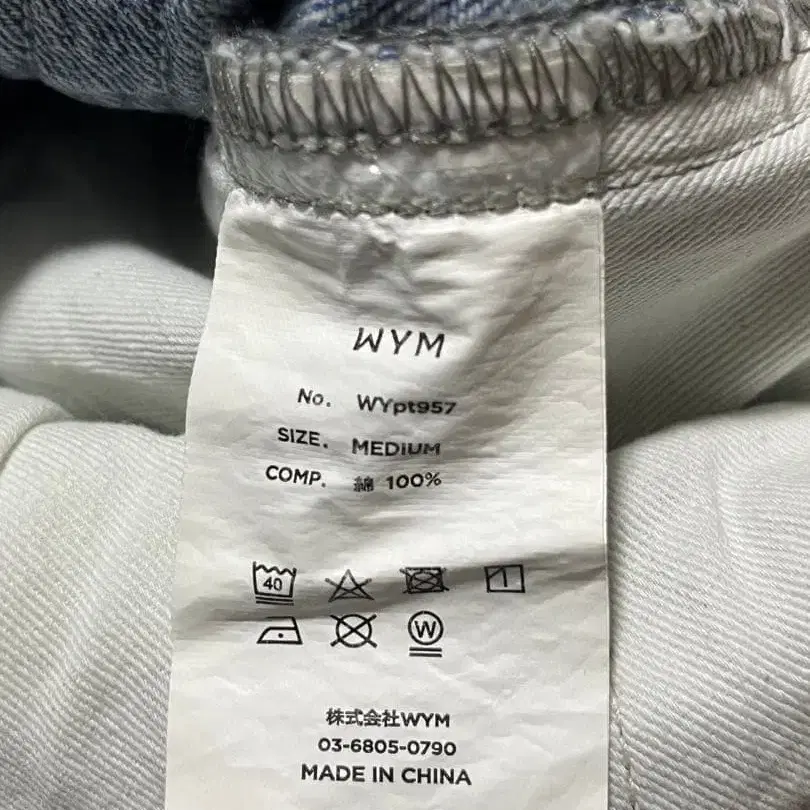 WYM
No. WYpt957
SIZE. MEDIUM
COMP. 綿 100%
40
W
株式会社WYM
03-6805-0790
MADE IN CHINA